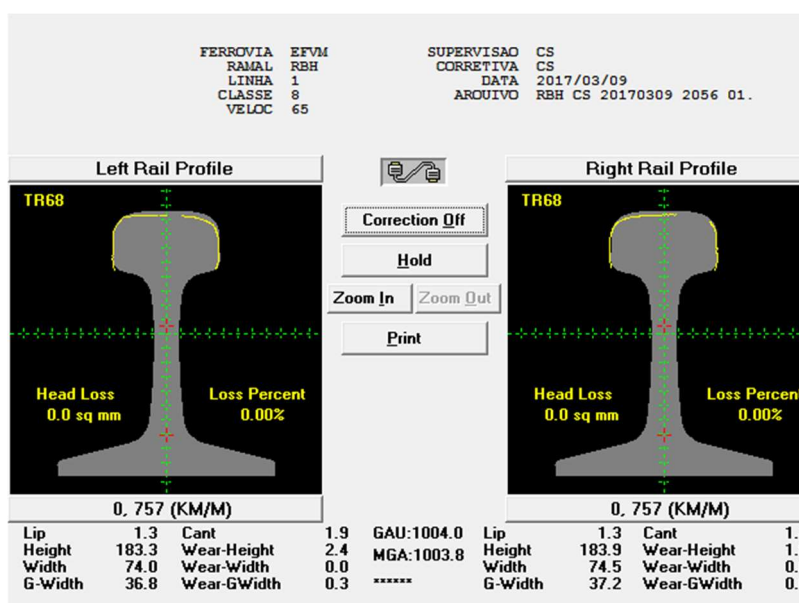 FERROVIA EFVM SUPERVISAO CS
RAMAL RBH CORRETIVA CS
LINHA 1 DATA 2017/03/09
CLASSE 8 AROUIVO RBH CS 20170309 2056 01.
VELOC 65
Left Rail Profile Right Rail Profile
TR68 TR68
Correction Off
Hold
Zoom In Zoom Out
Print
Head Loss Loss Percent Head Loss Loss Percen
0.0 sq mm 0.00% 0.0 sq mm 0.00%
0, 757 (KM/M) 0, 757 (KM/M)
Lip 1.3 Cant 1.9 GAU:1004.0 Lip 1.3 Cant 1.
Height 183.3 Wear-Height 2.4 MGA:1003.8 Height 183.9 Wear-Height 1.
Width 74.0 Wear-Width 0.0 Width 74.5 Wear-Width 0.
G-Width 36.8 Wear-GWidth 0.3 ****** G-Width 37.2 Wear-GWidth 0.